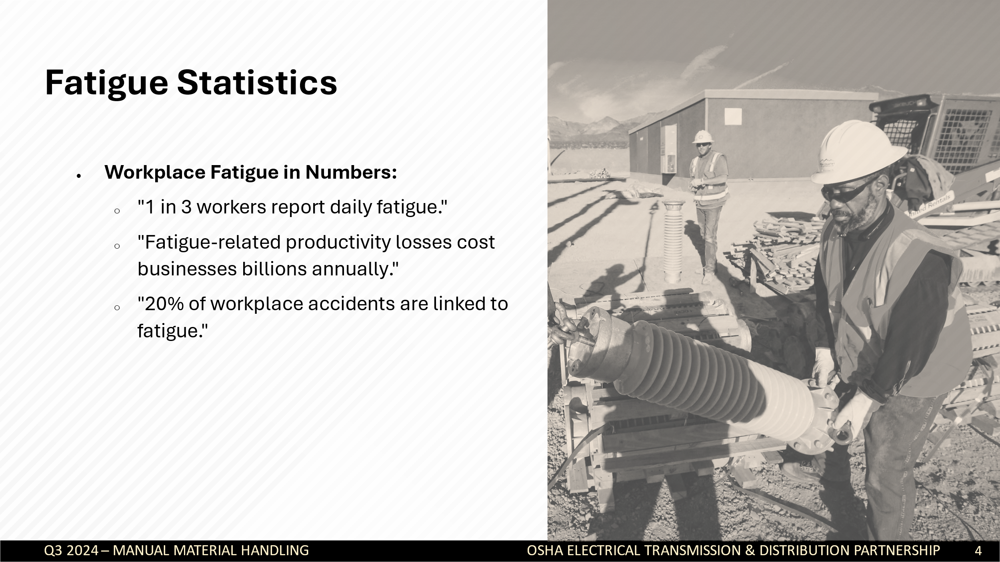 Fatigue Statistics
• Workplace Fatigue in Numbers:
○ "1 in 3 workers report daily fatigue."
○ "Fatigue-related productivity losses cost
businesses billions annually."
○ "20% of workplace accidents are linked to
fatigue."
Rentals
Q3 2024 – MANUAL MATERIAL HANDLING
OSHA ELECTRICAL TRANSMISSION & DISTRIBUTION PARTNERSHIP
4